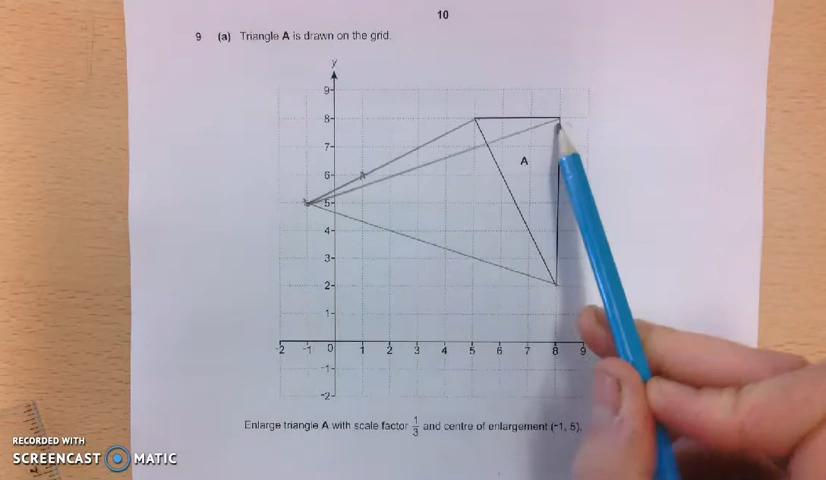 10
9 (a) Triangle A is drawn on the grid.
y
9
8
7
A
6
5
4
3
2
1
-2 -1 0 1 2 3 4 5 6 7 8 9
-1
-2
Enlarge triangle A with scale factor 1/3 and centre of enlargement (-1, 5).
RECORDED WITH
SCREENCAST MATIC